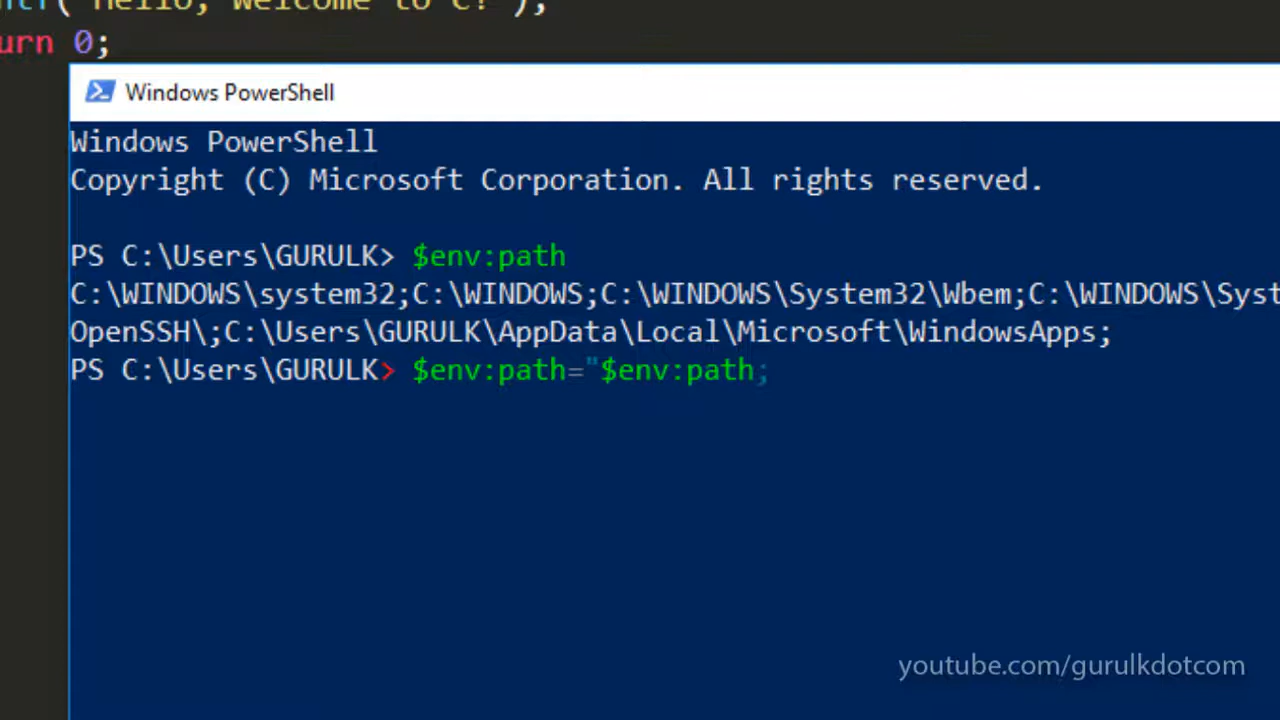 Hello, Welcome to C!");
urn 0;
Windows PowerShell
Windows PowerShell
Copyright (C) Microsoft Corporation. All rights reserved.
PS C:\Users\GURULK> $env:path
C:\WINDOWS\system32;C:\WINDOWS;C:\WINDOWS\System32\Wbem;C:\WINDOWS\Syst
OpenSSH\;C:\Users\GURULK\AppData\Local\Microsoft\WindowsApps;
PS C:\Users\GURULK> $env:path="$env:path;
youtube.com/gurulkdotcom